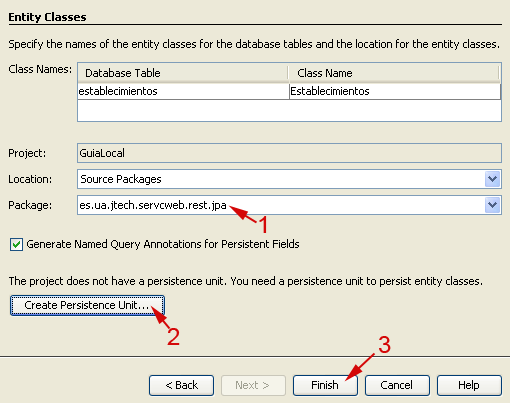 Entity Classes
Specify the names of the entity classes for the database tables and the location for the entity classes.
Class Names:
Database Table Class Name
establecimientos Establecimientos
Project: GuiaLocal
Location: Source Packages
Package: es.ua.jtech.servcweb.rest.jpa
1
Generate Named Query Annotations for Persistent Fields
The project does not have a persistence unit. You need a persistence unit to persist entity classes.
Create Persistence Unit...
2
3
< Back Next > Finish Cancel Help